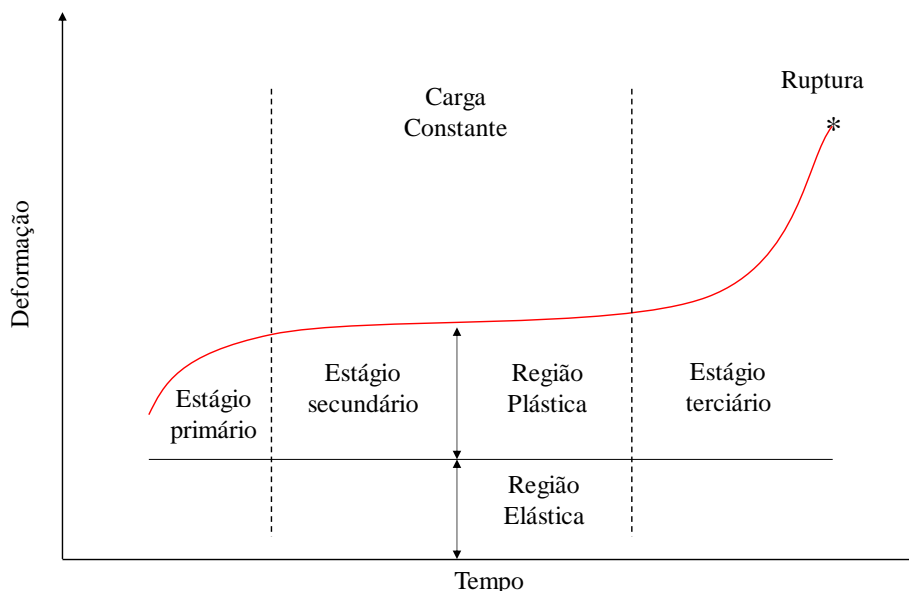 Ruptura
*
Carga
Constante
Deformação
Estágio
primário
Estágio
secundário
Região
Plástica
Estágio
terciário
Região
Elástica
Tempo